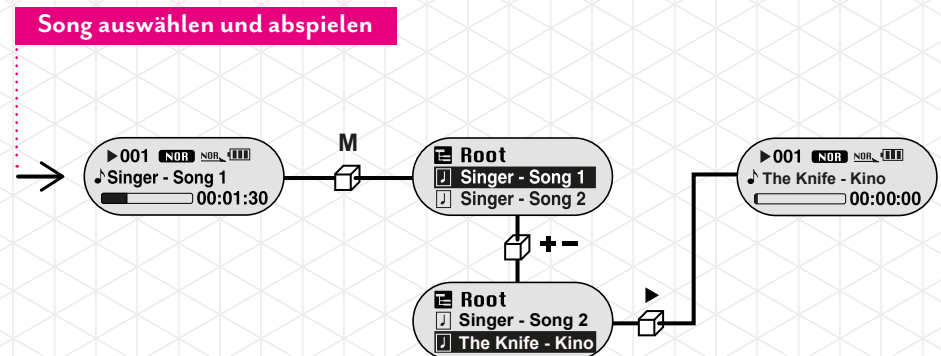 Song auswählen und abspielen
▶001 NOR NOR
♪Singer - Song 1
00:01:30
M
Root
♪ Singer - Song 1
♪ Singer - Song 2
+ -
Root
♪ Singer - Song 2
♪ The Knife - Kino
▶
▶001 NOR NOR
♪ The Knife - Kino
00:00:00